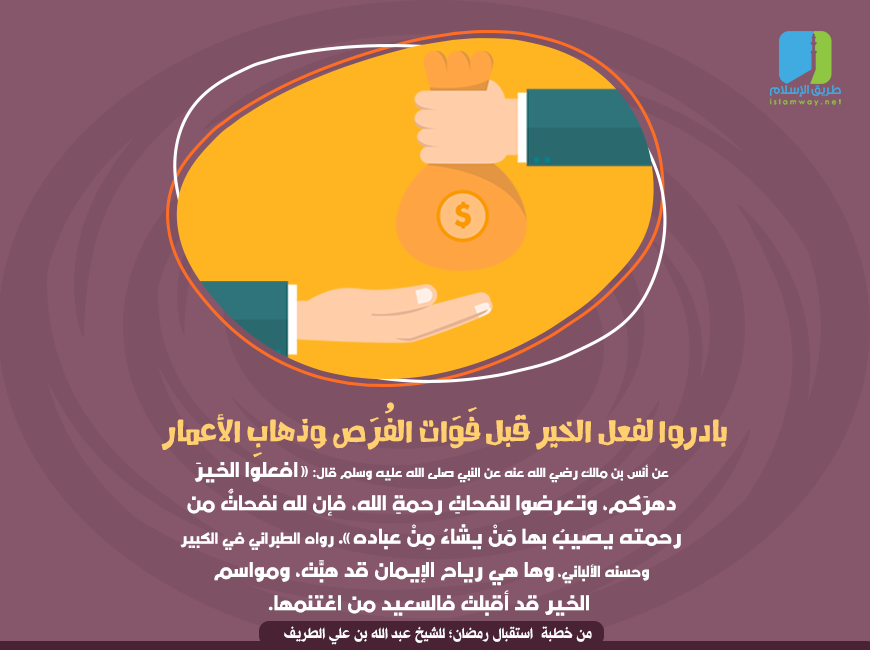 طريق الإسلام
islamway.net
$
بادروا لفعل الخير قبل فَوَات الفُرَص وذهابِ الأعمار
عن أنس بن مالك رضي الله عنه عن النبي صلى الله عليه وسلم قال: «افعلوا الخيرَ
دهرَكم، وتعرضوا لنفحاتِ رحمةِ الله، فإن لله نفحاتٌ من
رحمته يصيبُ بها مَنْ يشاءُ مِنْ عباده». رواه الطبراني في الكبير
وحسنه الألباني، وها هي رياح الإيمان قد هبَّت، ومواسم
الخير قد أقبلت فالسعيد من اغتنمها.
من خطبة استقبال رمضان؛ للشيخ عبد الله بن علي الطريف